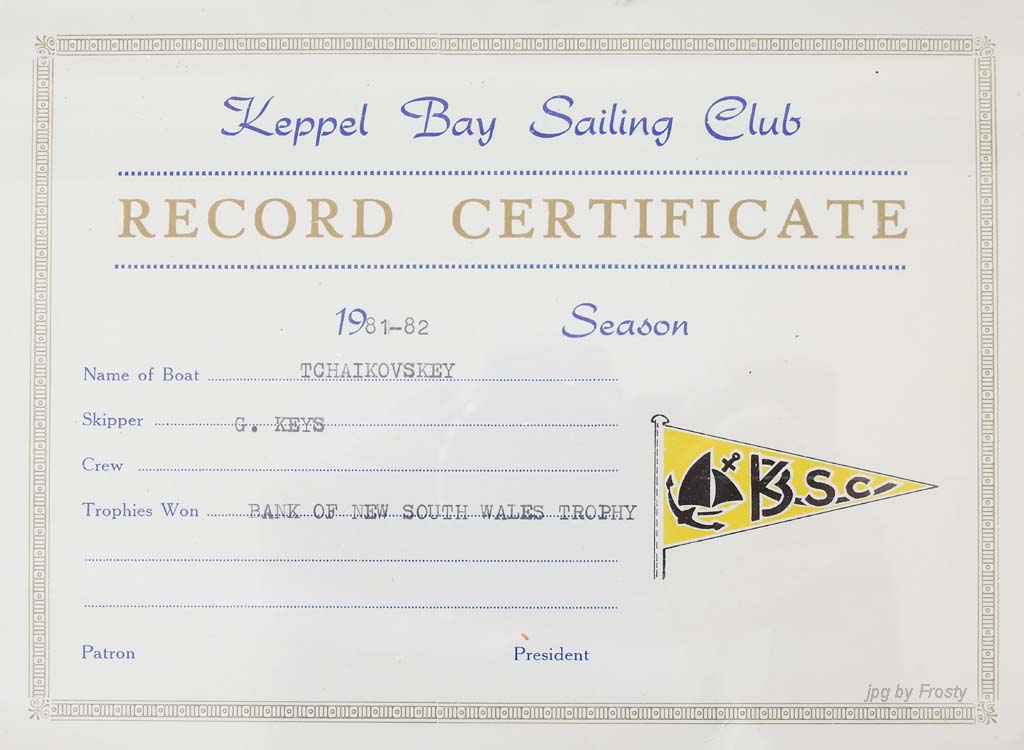 Keppel Bay Sailing Club
RECORD CERTIFICATE
1981-82 Season
Name of Boat TCHAIKOVSKEY
Skipper G. KEYS
Crew
Trophies Won BANK OF NEW SOUTH WALES TROPHY
K.B.S.C.
Patron President
jpg by Frosty